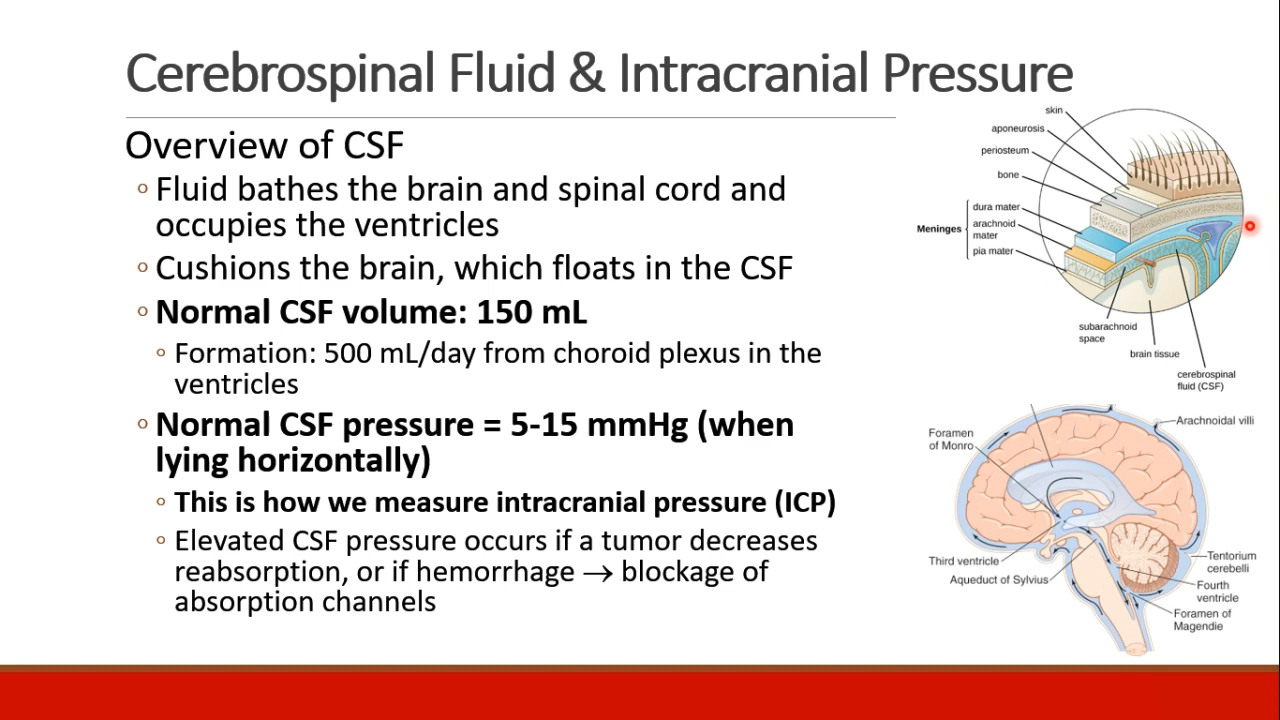 Cerebrospinal Fluid & Intracranial Pressure
Overview of CSF
◦ Fluid bathes the brain and spinal cord and
occupies the ventricles
◦ Cushions the brain, which floats in the CSF
◦ Normal CSF volume: 150 mL
◦ Formation: 500 mL/day from choroid plexus in the
ventricles
◦ Normal CSF pressure = 5-15 mmHg (when
lying horizontally)
◦ This is how we measure intracranial pressure (ICP)
◦ Elevated CSF pressure occurs if a tumor decreases
reabsorption, or if hemorrhage → blockage of
absorption channels
skin
aponeurosis
periosteum
bone
Meninges
dura mater
arachnoid
mater
pia mater
subarachnoid
space
brain tissue
cerebrospinal
fluid (CSF)
Arachnoidal villi
Foramen
of Monro
Third ventricle
Aqueduct of Sylvius
Tentorium
cerebelli
Fourth
ventricle
Foramen of
Magendie